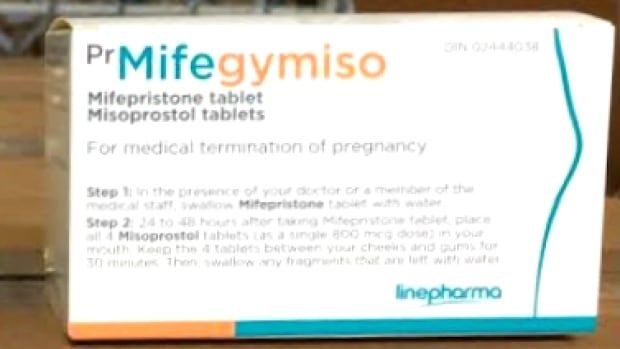 PrMifegymiso
DIN 02444038
Mifepristone tablet
Misoprostol tablets
For medical termination of pregnancy
Step 1: In the presence of your doctor or a member of the
medical staff, swallow Mifepristone tablet with water
Step 2: 24 to 48 hours after taking Mifepristone tablet, place
all 4 Misoprostol tablets (as a single 800 mcg dose) in your
mouth. Keep the 4 tablets between your cheeks and gums for
30 minutes. Then, swallow any fragments that are left with water
linepharma